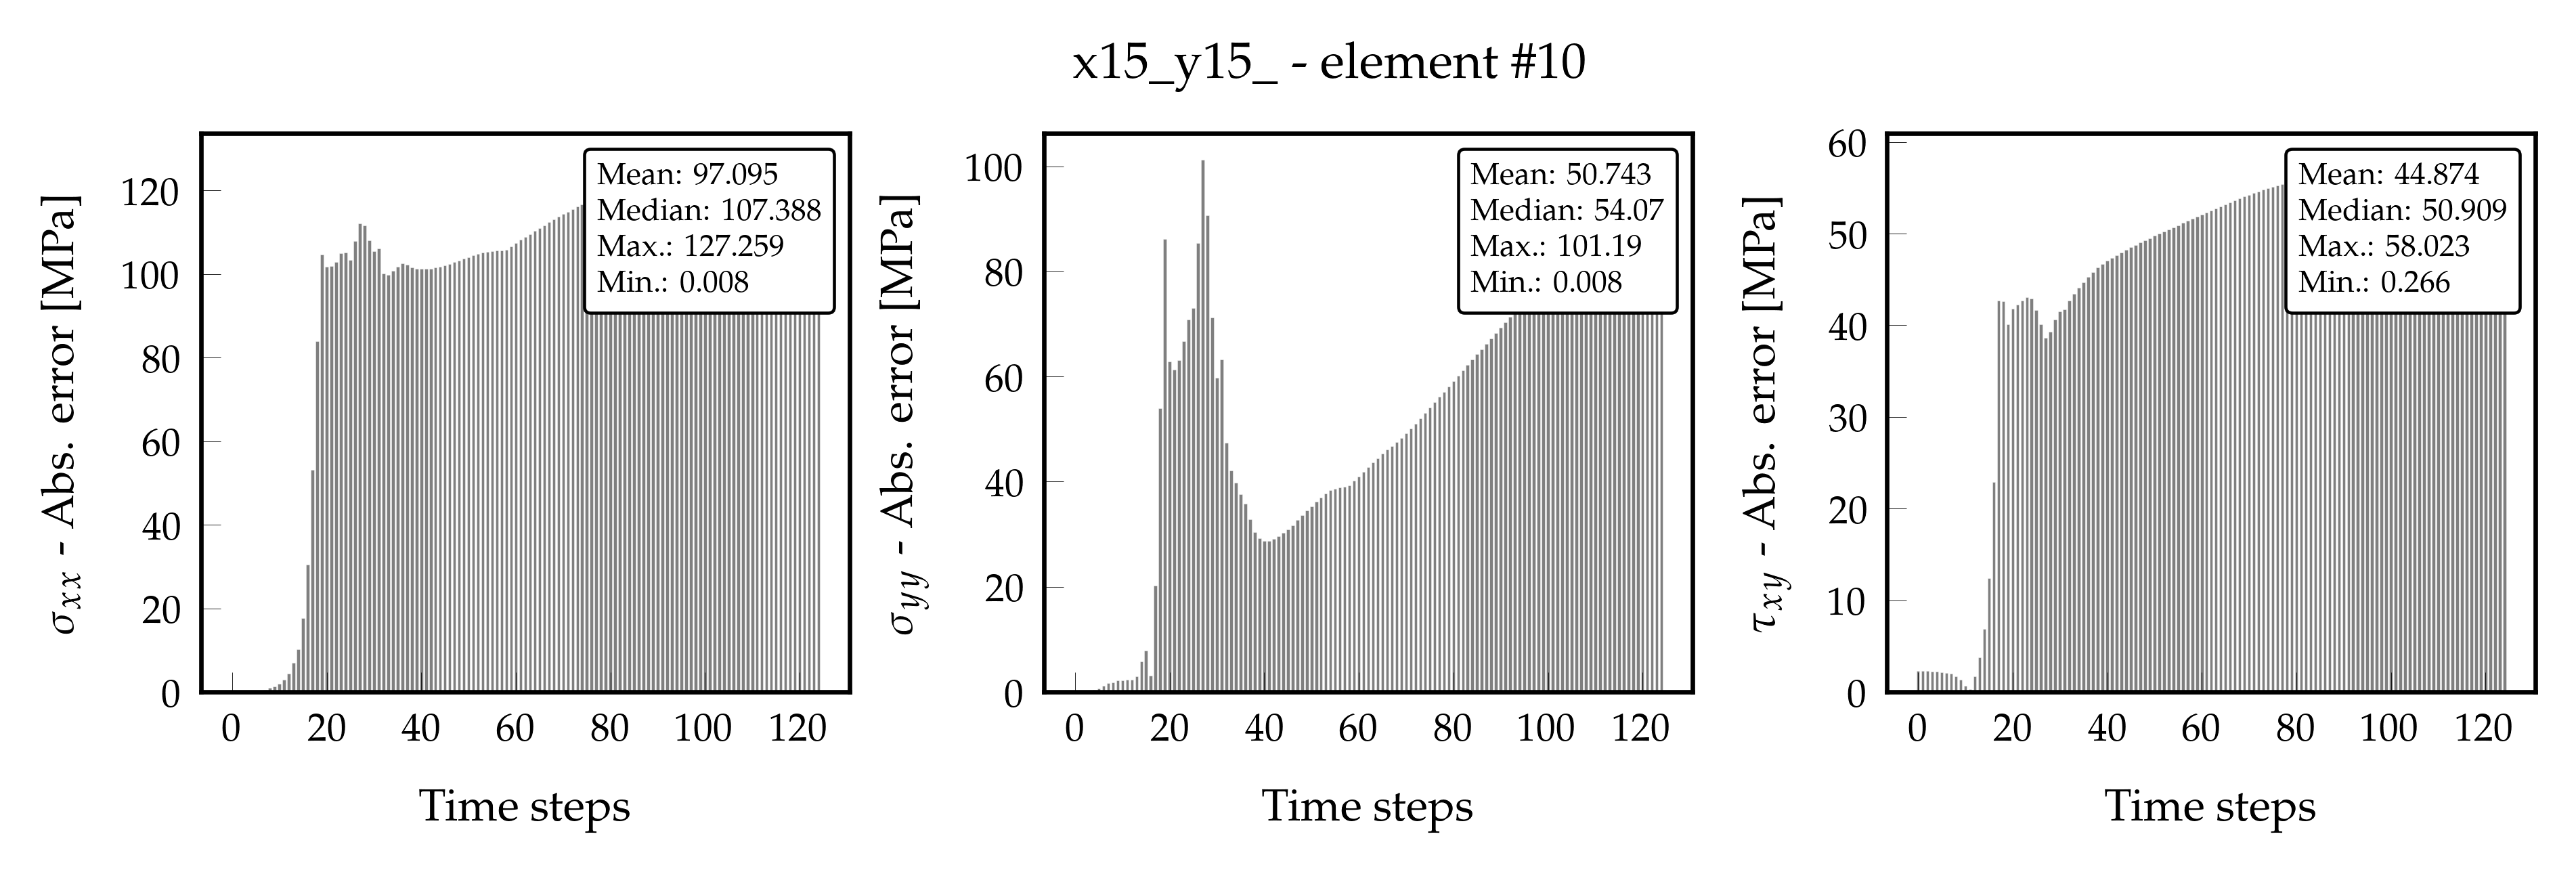 x15_y15_ - element #10
σxx - Abs. error [MPa]
120
100
80
60
40
20
0
Mean: 97.095
Median: 107.388
Max.: 127.259
Min.: 0.008
0 20 40 60 80 100 120
Time steps
σyy - Abs. error [MPa]
100
80
60
40
20
0
Mean: 50.743
Median: 54.07
Max.: 101.19
Min.: 0.008
0 20 40 60 80 100 120
Time steps
τxy - Abs. error [MPa]
60
50
40
30
20
10
0
Mean: 44.874
Median: 50.909
Max.: 58.023
Min.: 0.266
0 20 40 60 80 100 120
Time steps